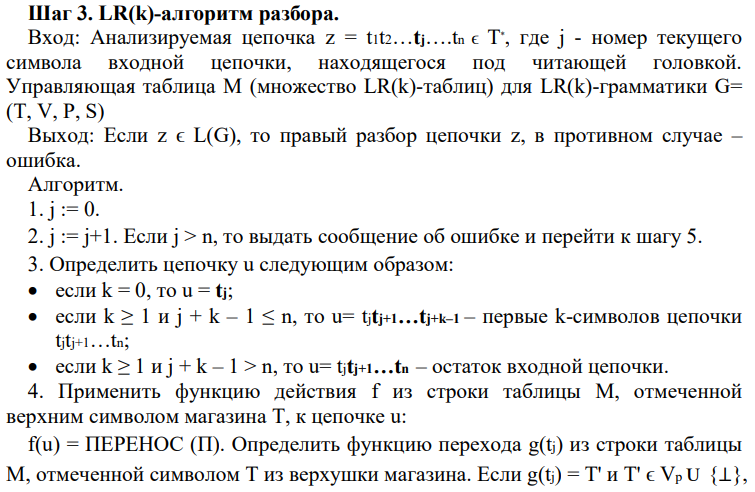 Шаг 3. LR(k)-алгоритм разбора.
Вход: Анализируемая цепочка z = t1t2…tj….tn ϵ T*, где j - номер текущего
символа входной цепочки, находящегося под читающей головкой.
Управляющая таблица M (множество LR(k)-таблиц) для LR(k)-грамматики G=
(T, V, P, S)
Выход: Если z ϵ L(G), то правый разбор цепочки z, в противном случае –
ошибка.
Алгоритм.
1. j := 0.
2. j := j+1. Если j > n, то выдать сообщение об ошибке и перейти к шагу 5.
3. Определить цепочку u следующим образом:
• если k = 0, то u = tj;
• если k ≥ 1 и j + k – 1 ≤ n, то u= tjtj+1…tj+k–1 – первые k-символов цепочки
tjtj+1…tn;
• если k ≥ 1 и j + k – 1 > n, то u= tjtj+1…tn – остаток входной цепочки.
4. Применить функцию действия f из строки таблицы M, отмеченной
верхним символом магазина T, к цепочке u:
f(u) = ПЕРЕНОС (П). Определить функцию перехода g(tj) из строки таблицы
M, отмеченной символом T из верхушки магазина. Если g(tj) = T' и T' ϵ Vp U {⊥},